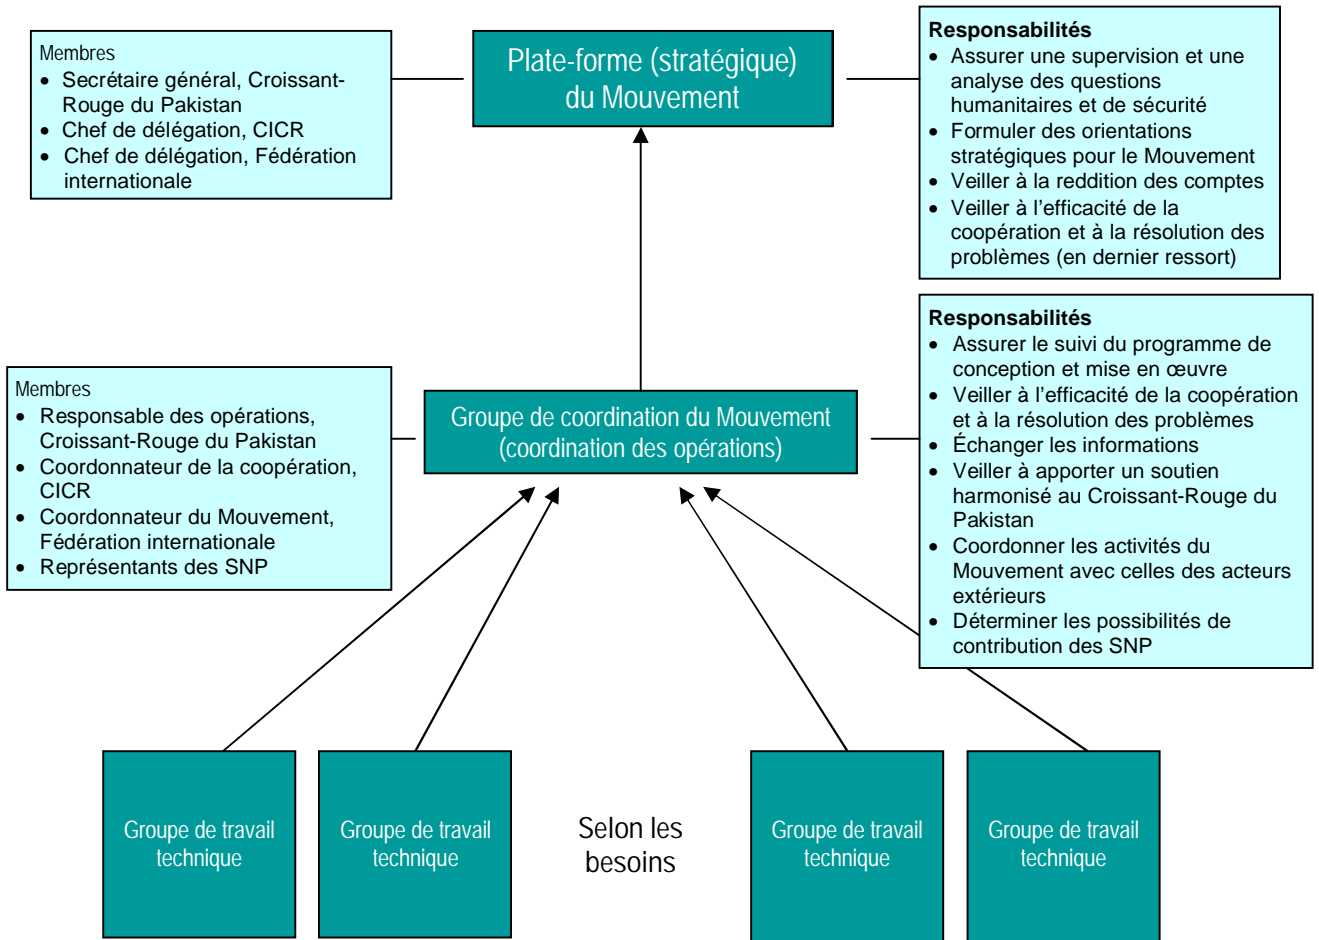 Membres
• Secrétaire général, Croissant-
Rouge du Pakistan
• Chef de délégation, CICR
• Chef de délégation, Fédération
internationale
Plate-forme (stratégique)
du Mouvement
Responsabilités
• Assurer une supervision et une
analyse des questions
humanitaires et de sécurité
• Formuler des orientations
stratégiques pour le Mouvement
• Veiller à la reddition des comptes
• Veiller à l’efficacité de la
coopération et à la résolution des
problèmes (en dernier ressort)
Membres
• Responsable des opérations,
Croissant-Rouge du Pakistan
• Coordonnateur de la coopération,
CICR
• Coordonnateur du Mouvement,
Fédération internationale
• Représentants des SNP
Groupe de coordination du Mouvement
(coordination des opérations)
Responsabilités
• Assurer le suivi du programme de
conception et mise en œuvre
• Veiller à l’efficacité de la coopération
et à la résolution des problèmes
• Échanger les informations
• Veiller à apporter un soutien
harmonisé au Croissant-Rouge du
Pakistan
• Coordonner les activités du
Mouvement avec celles des acteurs
extérieurs
• Déterminer les possibilités de
contribution des SNP
Groupe de travail
technique
Groupe de travail
technique
Selon les
besoins
Groupe de travail
technique
Groupe de travail
technique